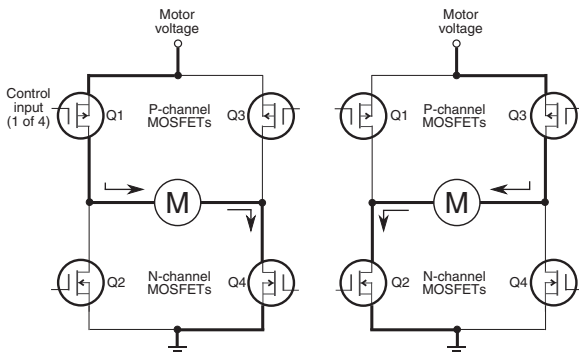 Motor
voltage
Control
input
(1 of 4)
Q1
P-channel
MOSFETs
Q3
M
Q2
N-channel
MOSFETs
Q4
Motor
voltage
Q1
P-channel
MOSFETs
Q3
M
Q2
N-channel
MOSFETs
Q4